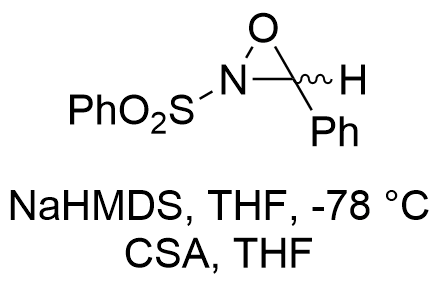 O
N
H
PhO₂S
Ph
NaHMDS, THF, -78 °C
CSA, THF